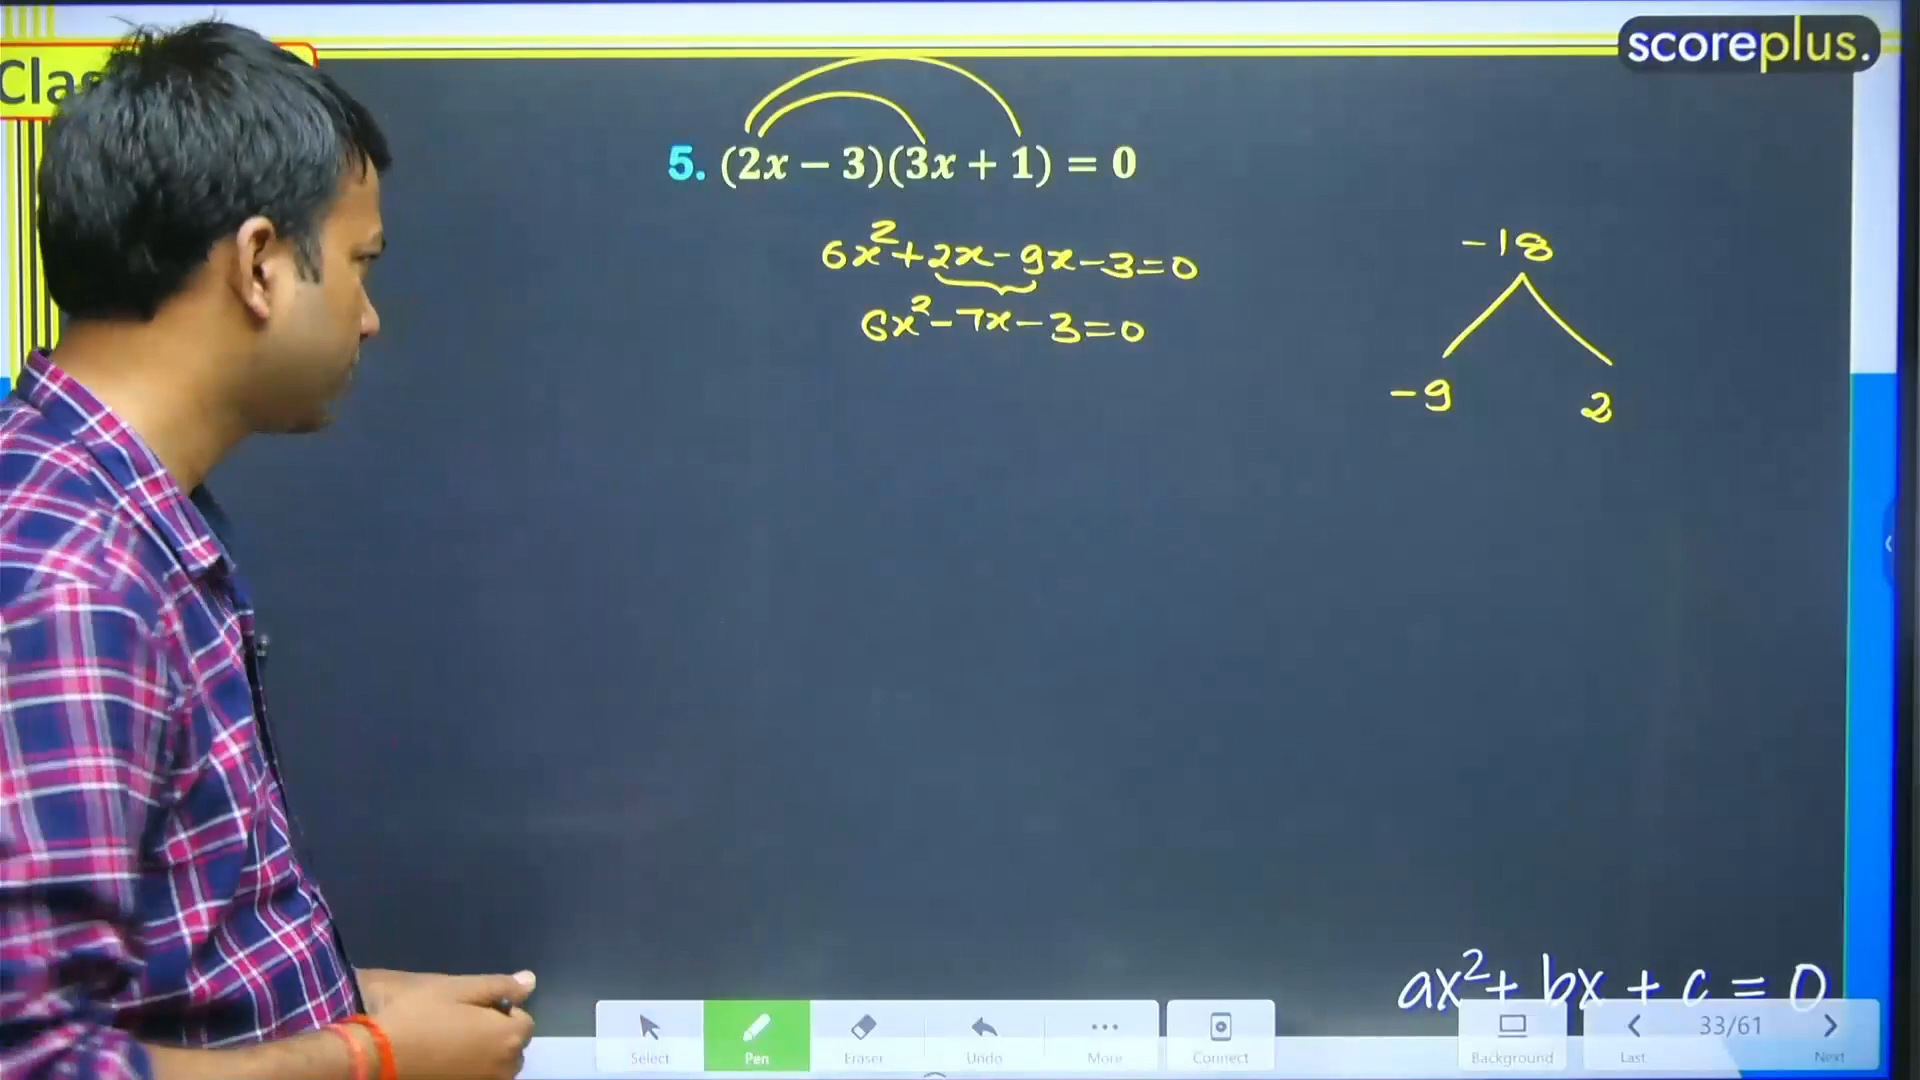 scoreplus.
Cla
5. (2x − 3)(3x + 1) = 0
6x² + 2x − 9x − 3 = 0
6x² − 7x − 3 = 0
−18
−9 2
ax² + bx + c = 0
Select Pen Eraser Undo More Connect Background Last 33/61 Next